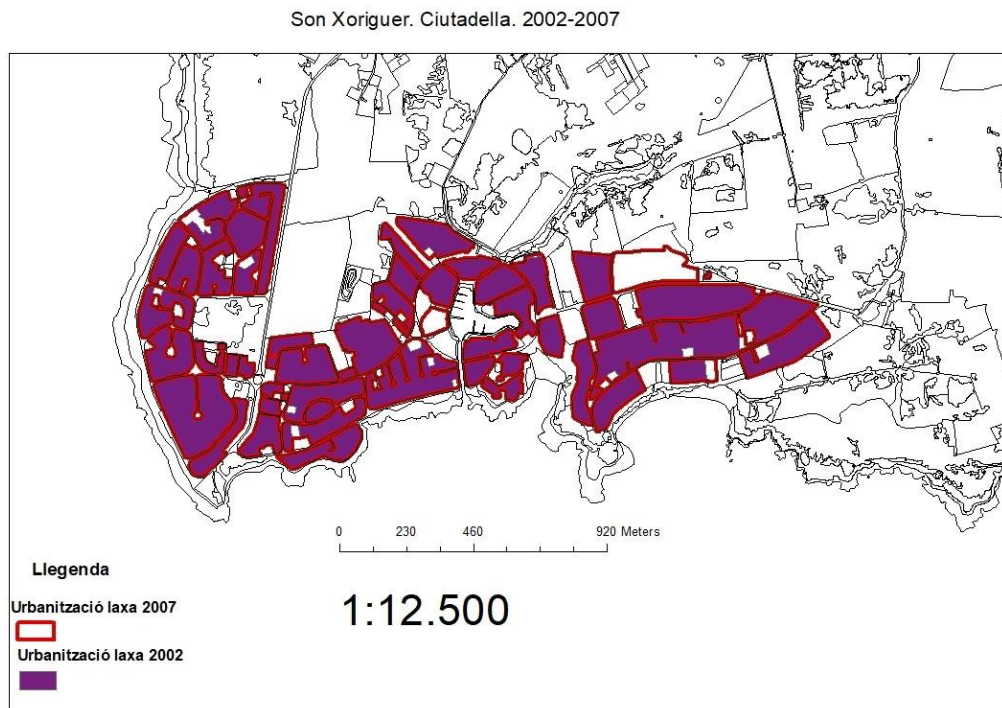 Son Xoriguer. Ciutadella. 2002-2007
0 230 460 920 Meters
1:12.500
Llegenda
Urbanització laxa 2007
Urbanització laxa 2002